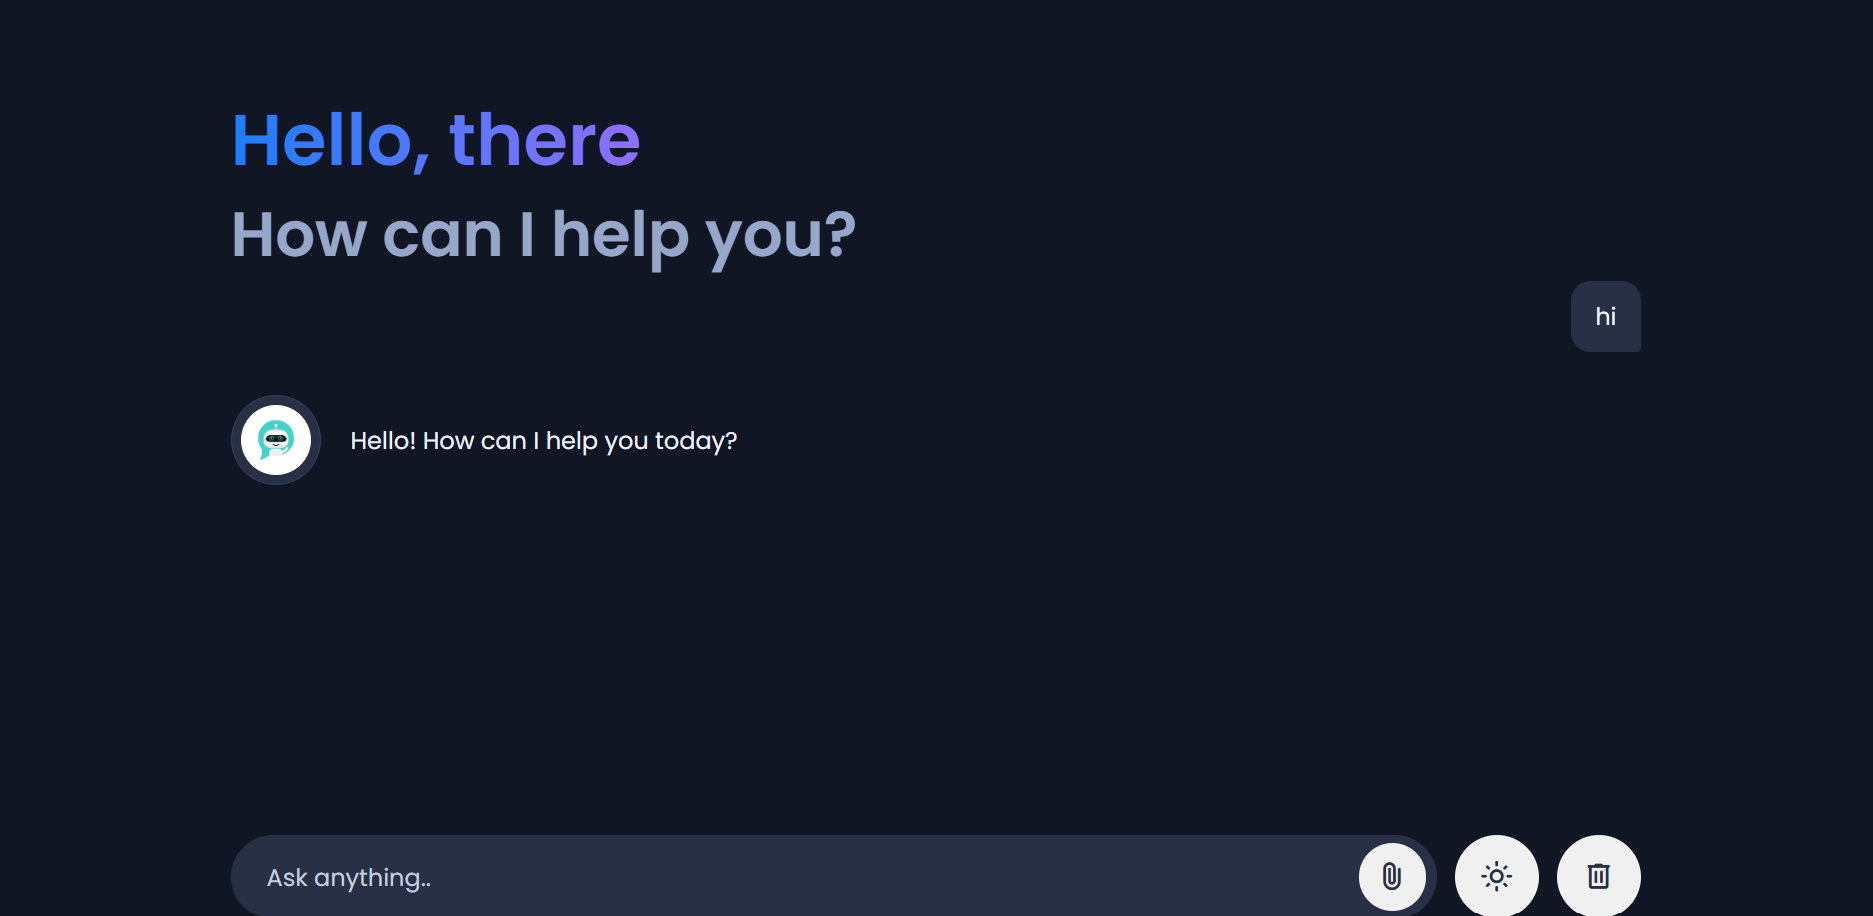 Hello, there
How can I help you?
hi
Hello! How can I help you today?
Ask anything..